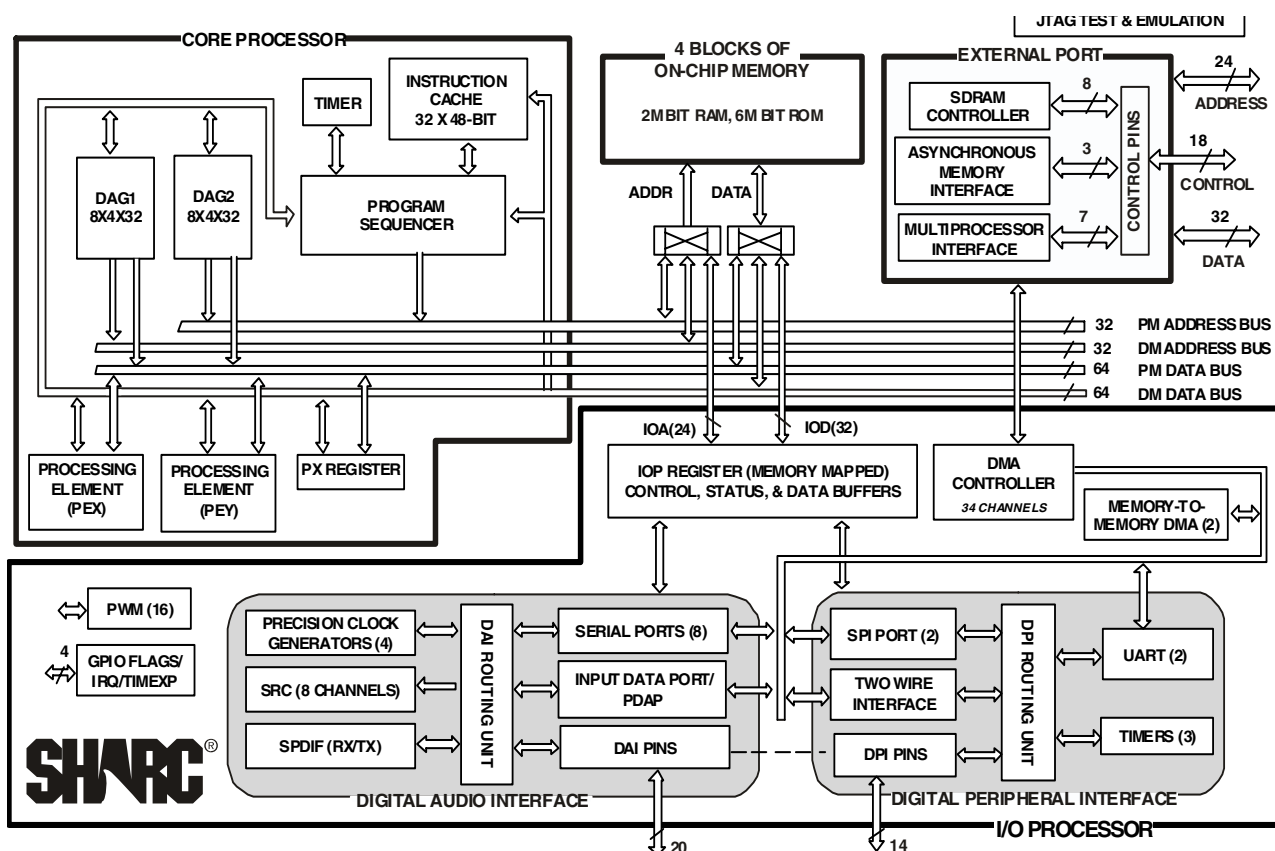 JTAG TEST & EMULATION
CORE PROCESSOR
TIMER
INSTRUCTION
CACHE
32 X 48-BIT
DAG1
8X4X32
DAG2
8X4X32
PROGRAM
SEQUENCER
4 BLOCKS OF
ON-CHIP MEMORY
2M BIT RAM, 6M BIT ROM
ADDR
DATA
EXTERNAL PORT
SDRAM
CONTROLLER
8
ASYNCHRONOUS
MEMORY
INTERFACE
3
MULTIPROCESSOR
INTERFACE
7
CONTROL PINS
24
ADDRESS
18
CONTROL
32
DATA
32 PM ADDRESS BUS
32 DM ADDRESS BUS
64 PM DATA BUS
64 DM DATA BUS
PROCESSING
ELEMENT
(PEX)
PROCESSING
ELEMENT
(PEY)
PX REGISTER
IOA(24)
IOD(32)
IOP REGISTER (MEMORY MAPPED)
CONTROL, STATUS, & DATA BUFFERS
DMA
CONTROLLER
34 CHANNELS
MEMORY-TO-
MEMORY DMA (2)
PWM (16)
4
GPIO FLAGS/
IRQ/TIMEXP
PRECISION CLOCK
GENERATORS (4)
SRC (8 CHANNELS)
SPDIF (RX/TX)
DAI ROUTING UNIT
SERIAL PORTS (8)
INPUT DATA PORT/
PDAP
DAI PINS
DIGITAL AUDIO INTERFACE
20
SPI PORT (2)
TWO WIRE
INTERFACE
DPI PINS
DPI ROUTING UNIT
UART (2)
TIMERS (3)
DIGITAL PERIPHERAL INTERFACE
14
I/O PROCESSOR
SHARC®